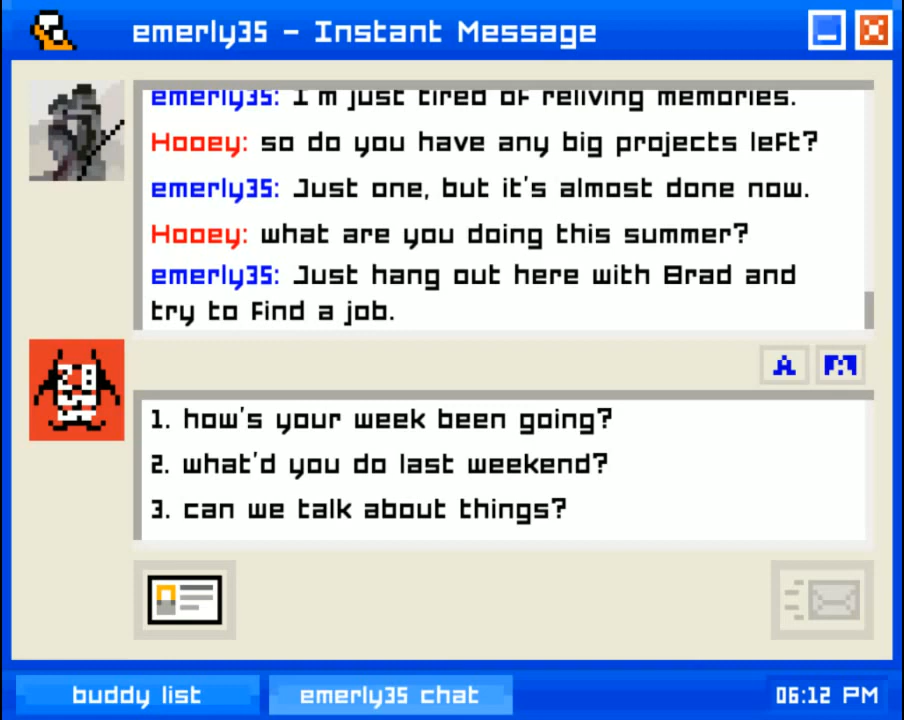 emerly35 - Instant Message
emerly35: I'm just tired of reliving memories.
Hooey: so do you have any big projects left?
emerly35: Just one, but it's almost done now.
Hooey: what are you doing this summer?
emerly35: Just hang out here with Brad and
try to find a job.
A
1. how's your week been going?
2. what'd you do last weekend?
3. can we talk about things?
buddy list
emerly35 chat
06:12 PM